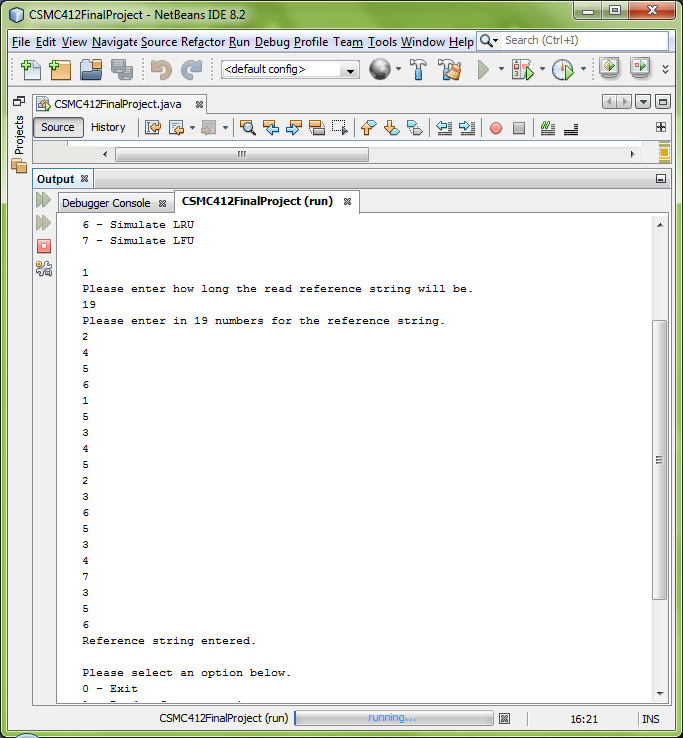 CSMC412FinalProject - NetBeans IDE 8.2
File Edit View Navigate Source Refactor Run Debug Profile Team Tools Window Help Search (Ctrl+I)
<default config>
CSMC412FinalProject.java
Projects
Source History
Output
Debugger Console CSMC412FinalProject (run)
6 - Simulate LRU
7 - Simulate LFU
1
Please enter how long the read reference string will be.
19
Please enter in 19 numbers for the reference string.
2
4
5
6
1
5
3
4
5
2
3
6
5
3
4
7
3
5
6
Reference string entered.
Please select an option below.
0 - Exit
CSMC412FinalProject (run) running... 16:21 INS